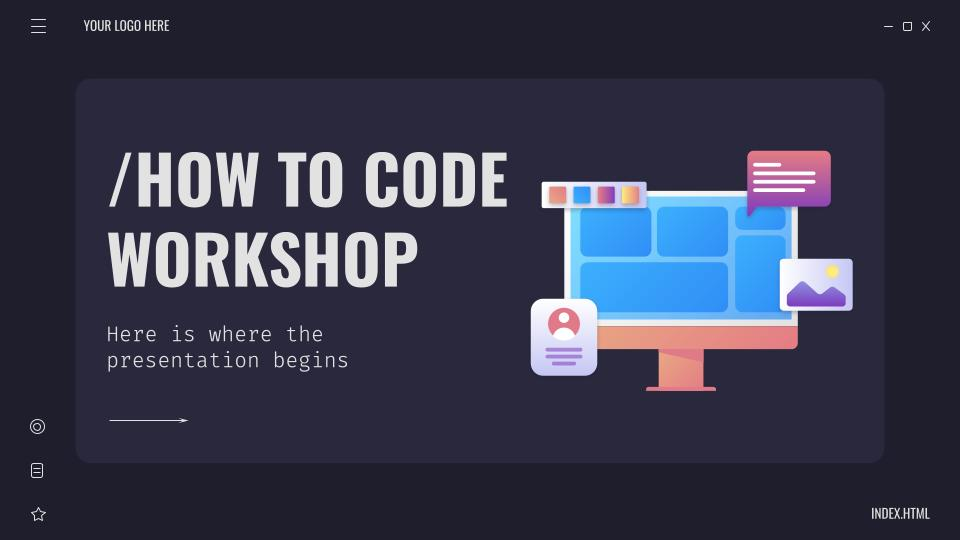 YOUR LOGO HERE
/HOW TO CODE
WORKSHOP
Here is where the
presentation begins
INDEX.HTML